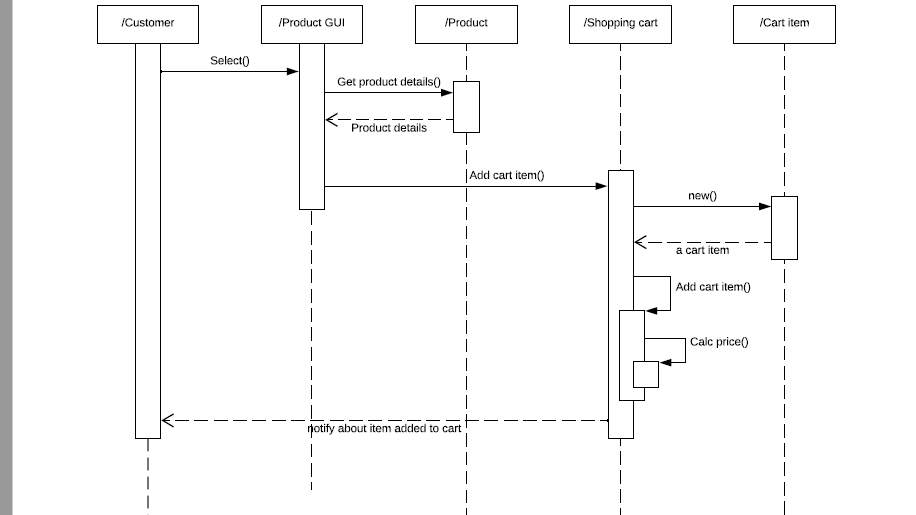 /Customer
/Product GUI
/Product
/Shopping cart
/Cart item
Select()
Get product details()
Product details
Add cart item()
new()
a cart item
Add cart item()
Calc price()
notify about item added to cart